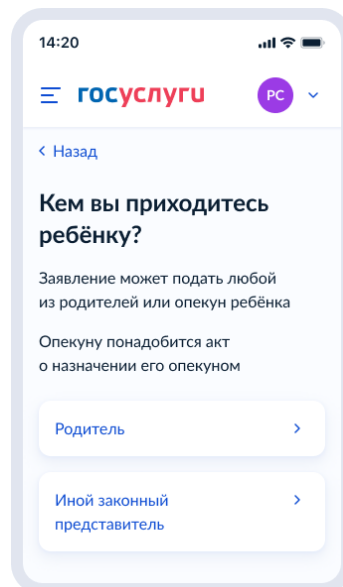 14:20
госуслуги
РС
Назад
Кем вы приходитесь
ребёнку?
Заявление может подать любой
из родителей или опекун ребёнка
Опекуну понадобится акт
о назначении его опекуном
Родитель
Иной законный
представитель